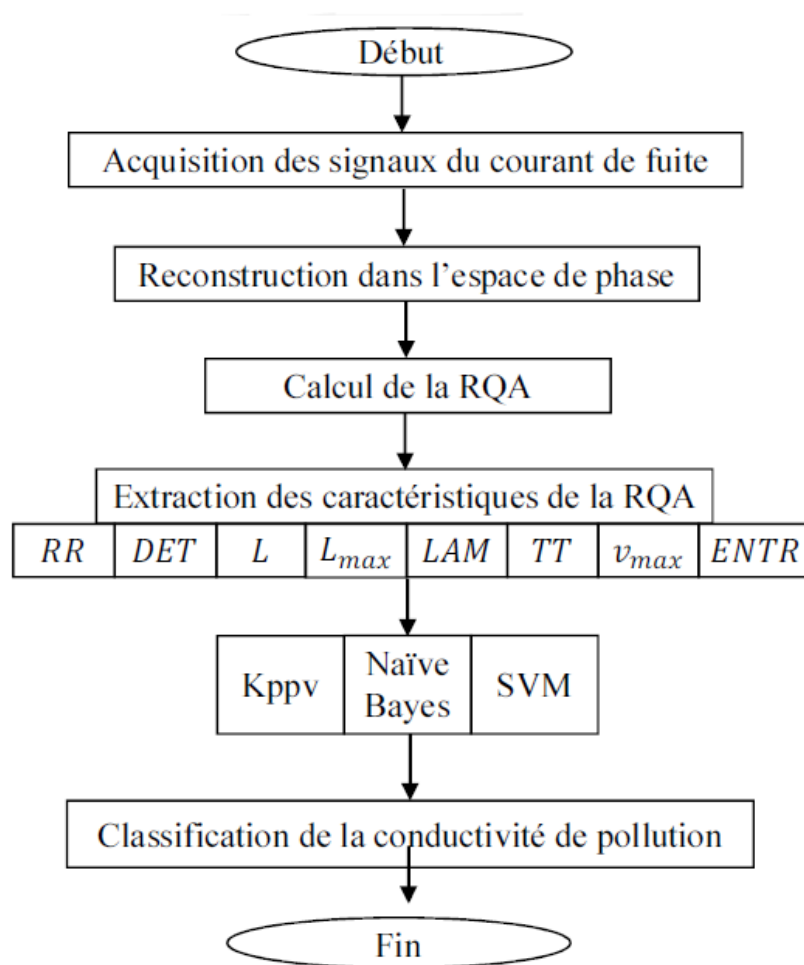 Début
Acquisition des signaux du courant de fuite
Reconstruction dans l'espace de phase
Calcul de la RQA
Extraction des caractéristiques de la RQA
RR DET L L_max LAM TT v_max ENTR
Kppv Naïve Bayes SVM
Classification de la conductivité de pollution
Fin